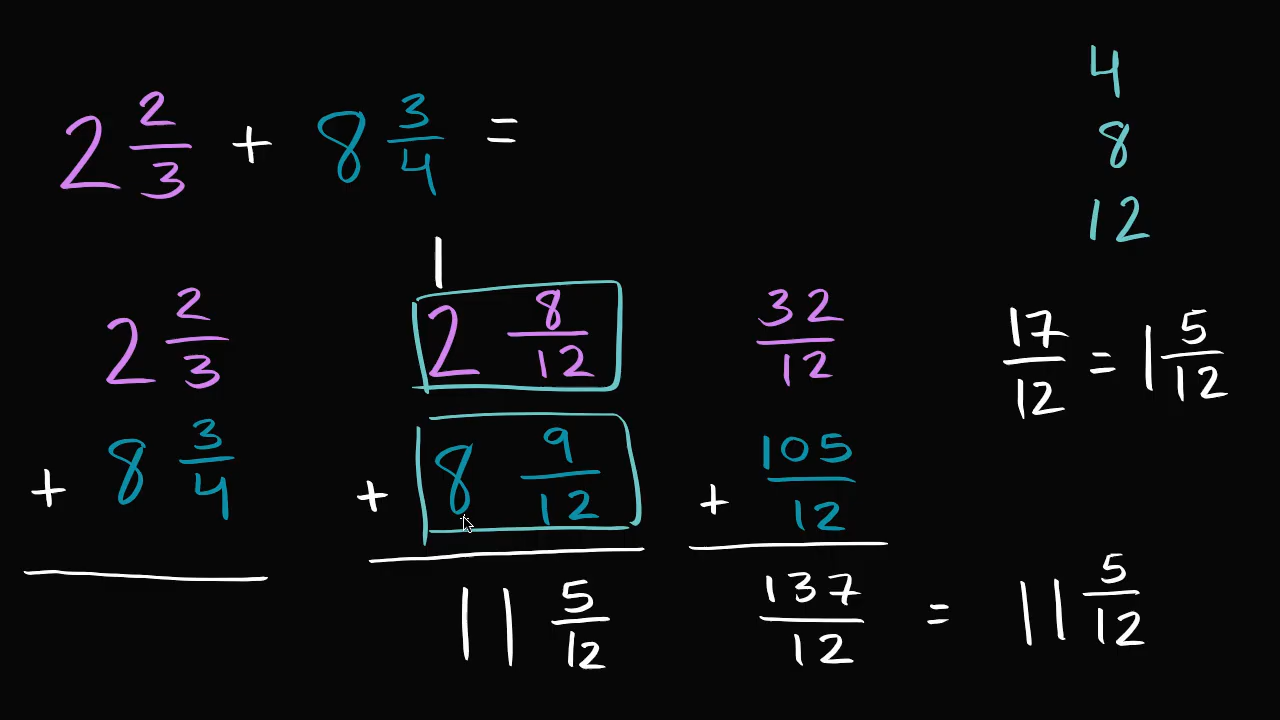 2 2/3 + 8 3/4 =
4
8
12
2 2/3
+ 8 3/4
1
2 8/12
+ 8 9/12
11 5/12
32/12
+ 105/12
137/12 = 11 5/12
17/12 = 1 5/12